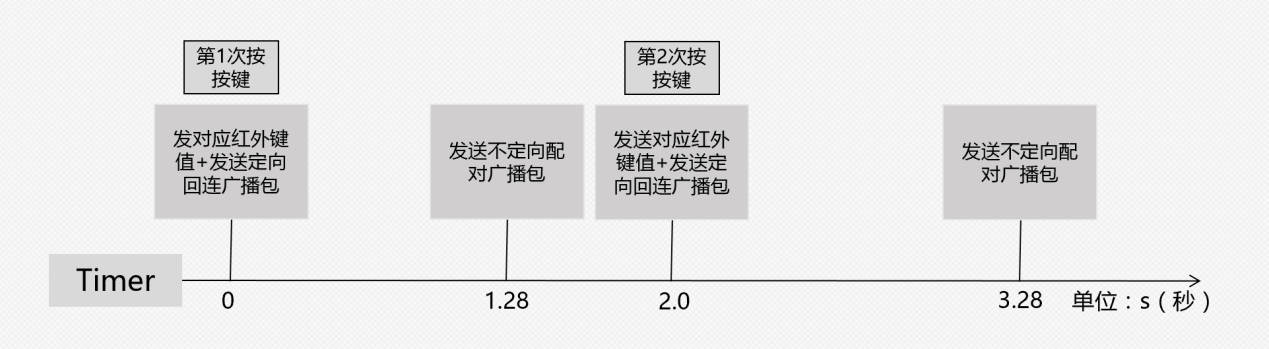 第1次按
按键
第2次按
按键
发对应红外键
值+发送定向
回连广播包
发送不定向配
对广播包
发送对应红外
键值+发送定
向回连广播包
发送不定向配
对广播包
Timer
0
1.28
2.0
3.28
单位：s（秒）